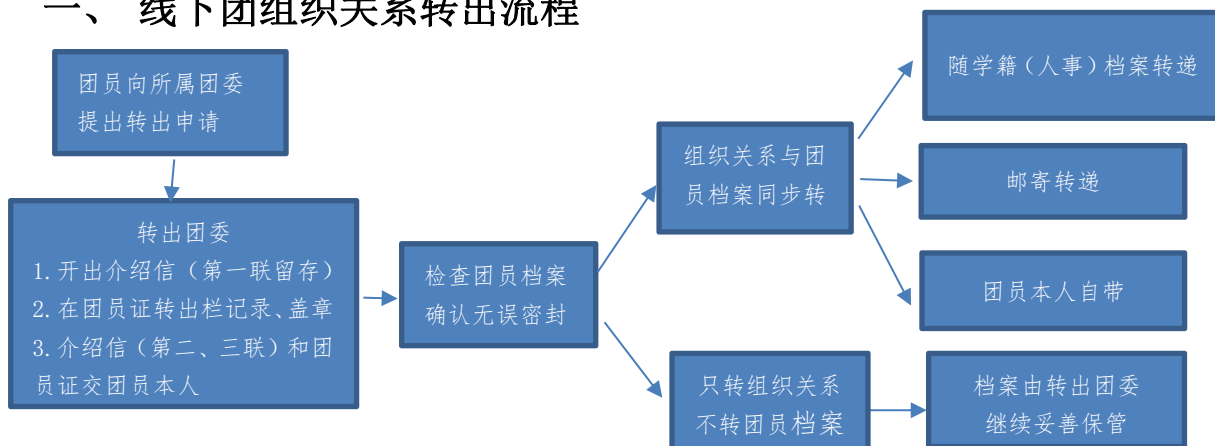 一、 线下团组织关系转出流程
团员向所属团委
提出转出申请
转出团委
1.开出介绍信（第一联留存）
2.在团员证转出栏记录、盖章
3.介绍信（第二、三联）和团
员证交团员本人
检查团员档案
确认无误密封
组织关系与团
员档案同步转
随学籍（人事）档案转递
邮寄转递
团员本人自带
只转组织关系
不转团员档案
档案由转出团委
继续妥善保管